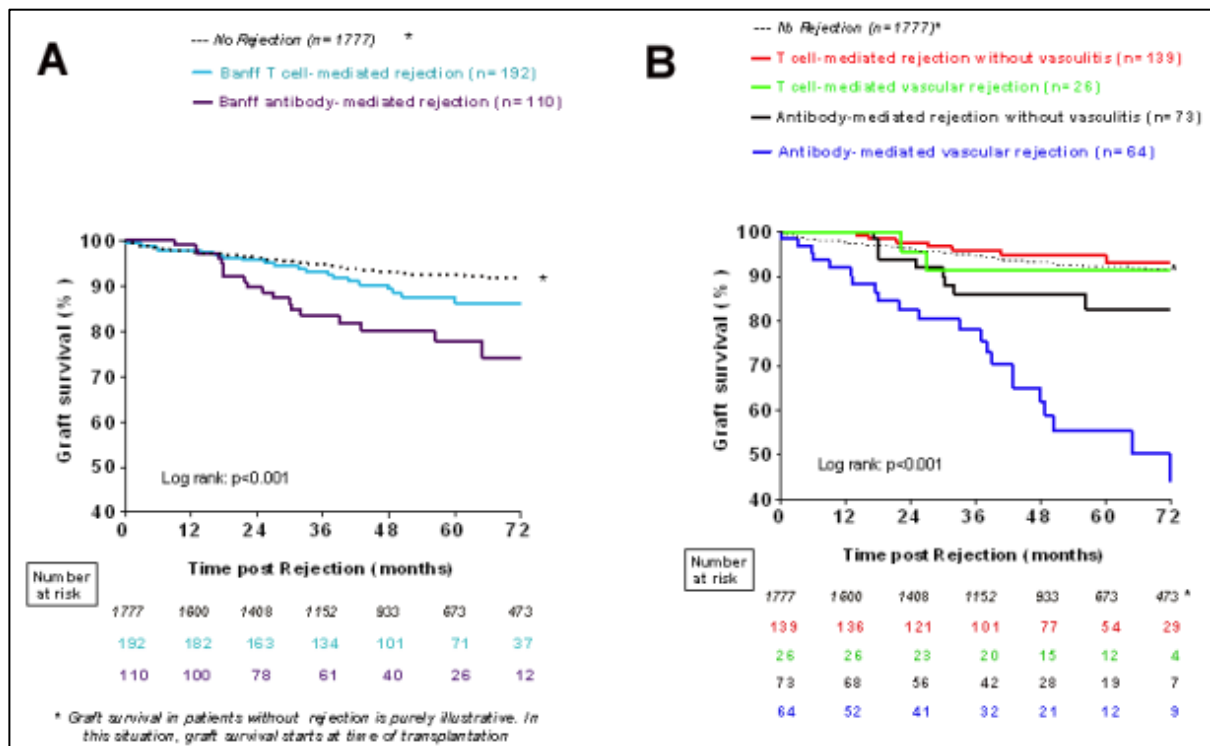 A
--- No Rejection (n=1777) *
Banff T cell-mediated rejection (n=192)
Banff antibody-mediated rejection (n=110)
Graft survival (%)
100
90
80
70
60
50
40
Log rank: p<0.001
0 12 24 36 48 60 72
*
Time post Rejection (months)
Number at risk
1777 1600 1408 1152 933 673 473
192 182 163 134 101 71 37
110 100 78 61 40 26 12
* Graft survival in patients without rejection is purely illustrative. In
this situation, graft survival starts at time of transplantation
B
--- No Rejection (n=1777)*
T cell-mediated rejection without vasculitis (n=139)
T cell-mediated vascular rejection (n=26)
Antibody-mediated rejection without vasculitis (n=73)
Antibody-mediated vascular rejection (n=64)
Graft survival (%)
100
90
80
70
60
50
40
Log rank: p<0.001
0 12 24 36 48 60 72
*
Time post Rejection (months)
Number at risk
1777 1600 1408 1152 933 673 473 *
139 136 121 101 77 54 29
26 26 23 20 15 12 4
73 68 56 42 28 19 7
64 52 41 32 21 12 9